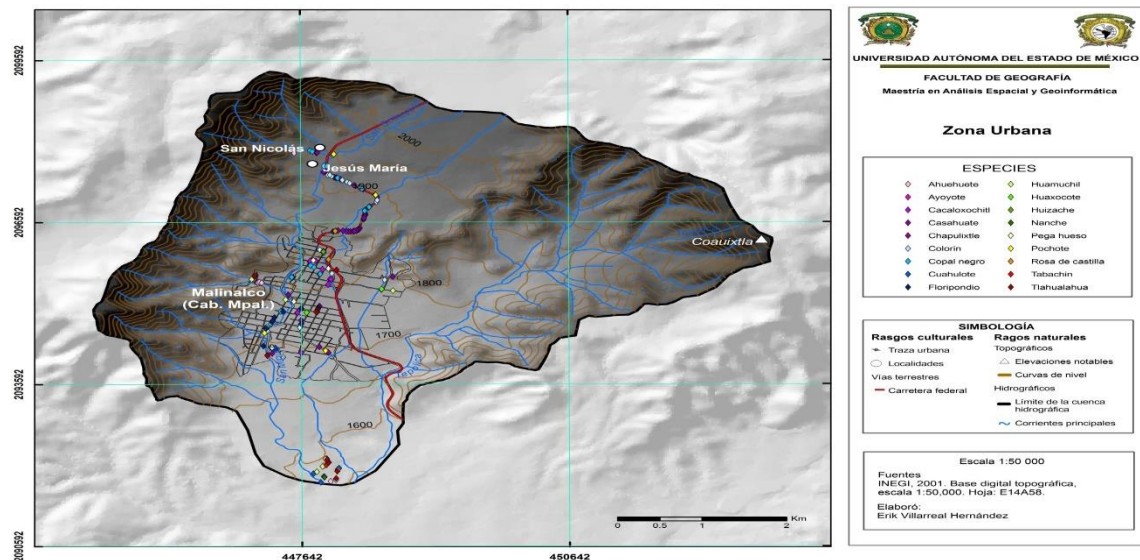 2099592
2096592
2093592
2090592
447642
450642
San Nicolás
Jesús María
2000
1900
Coauixtla
Malinalco
(Cab. Mpal.)
1800
1700
1600
0 0.5 1 2
Km
UNIVERSIDAD AUTÓNOMA DEL ESTADO DE MÉXICO
FACULTAD DE GEOGRAFÍA
Maestría en Análisis Espacial y Geoinformática
Zona Urbana
ESPECIES
Ahuehuete
Ayoyote
Cacaloxochitl
Casahuate
Chapulixtle
Colorín
Copal negro
Cuahulote
Floripondio
Huamuchil
Huaxocote
Huizache
Nanche
Pega hueso
Pochote
Rosa de castilla
Tabachin
Tlahualahua
SIMBOLOGÍA
Rasgos culturales
Traza urbana
Localidades
Vías terrestres
Carretera federal
Ragos naturales
Topográficos
Elevaciones notables
Curvas de nivel
Hidrográficos
Límite de la cuenca
hidrográfica
Corrientes principales
Escala 1:50 000
Fuentes
INEGI, 2001. Base digital topográfica,
escala 1:50,000. Hoja: E14A58.
Elaboró:
Erik Villarreal Hernández